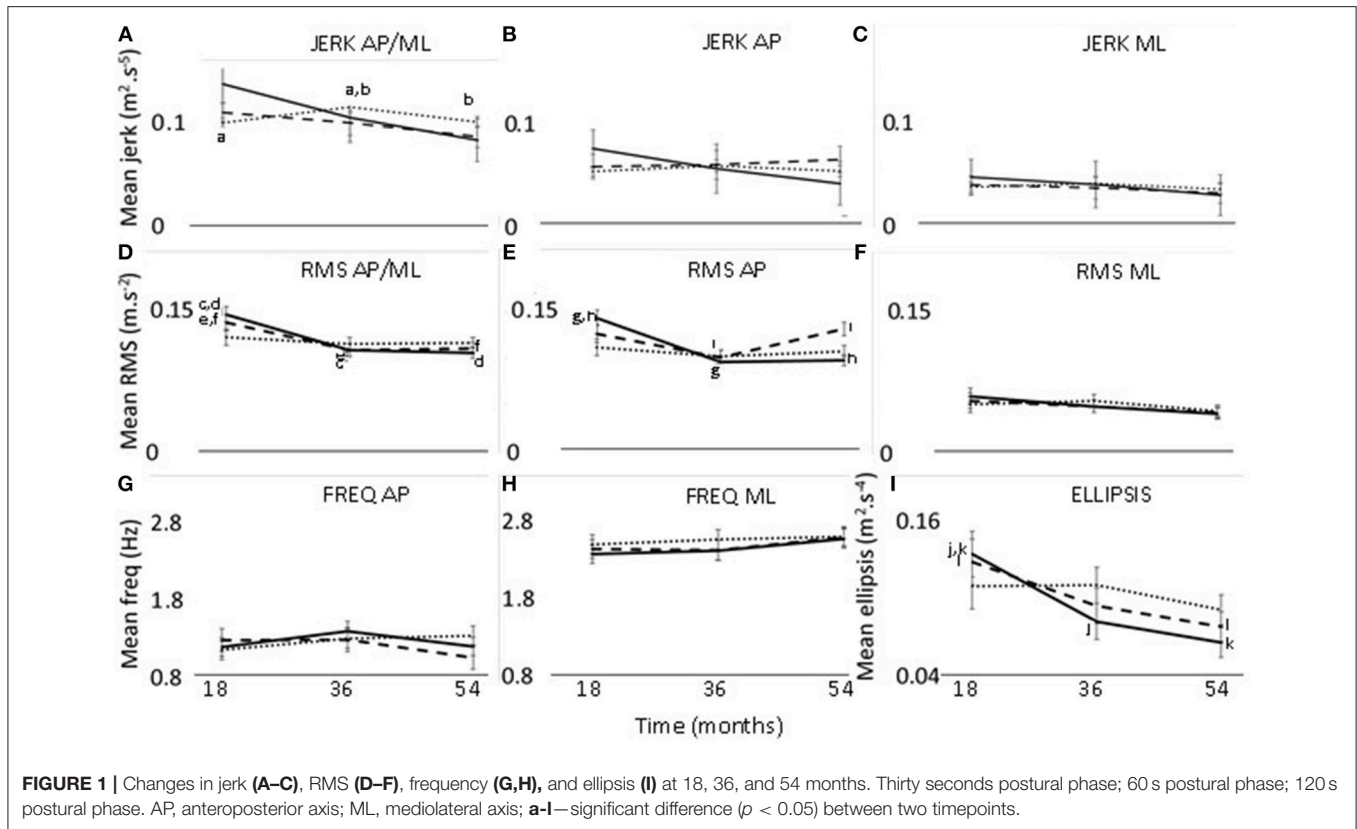 A JERK AP/ML
B JERK AP
C JERK ML
Mean jerk (m².s⁻⁵)
0.1
a
a,b
b
0
0.1
0
0.1
0
D RMS AP/ML
E RMS AP
F RMS ML
Mean RMS (m.s⁻²)
0.15
c,d
e,f
c
f
d
0
0.15
g,h
i
g
i
h
0
0.15
0
G FREQ AP
H FREQ ML
I ELLIPSIS
Mean freq (Hz)
2.8
1.8
0.8
2.8
1.8
0.8
Mean ellipsis (m².s⁻⁴)
0.16
j,k
l
j
l
k
0.04
18 36 54
18 36 54
18 36 54
Time (months)
FIGURE 1 | Changes in jerk (A–C), RMS (D–F), frequency (G,H), and ellipsis (I) at 18, 36, and 54 months. Thirty seconds postural phase; 60 s postural phase; 120 s
postural phase. AP, anteroposterior axis; ML, mediolateral axis; a-l—significant difference (p < 0.05) between two timepoints.